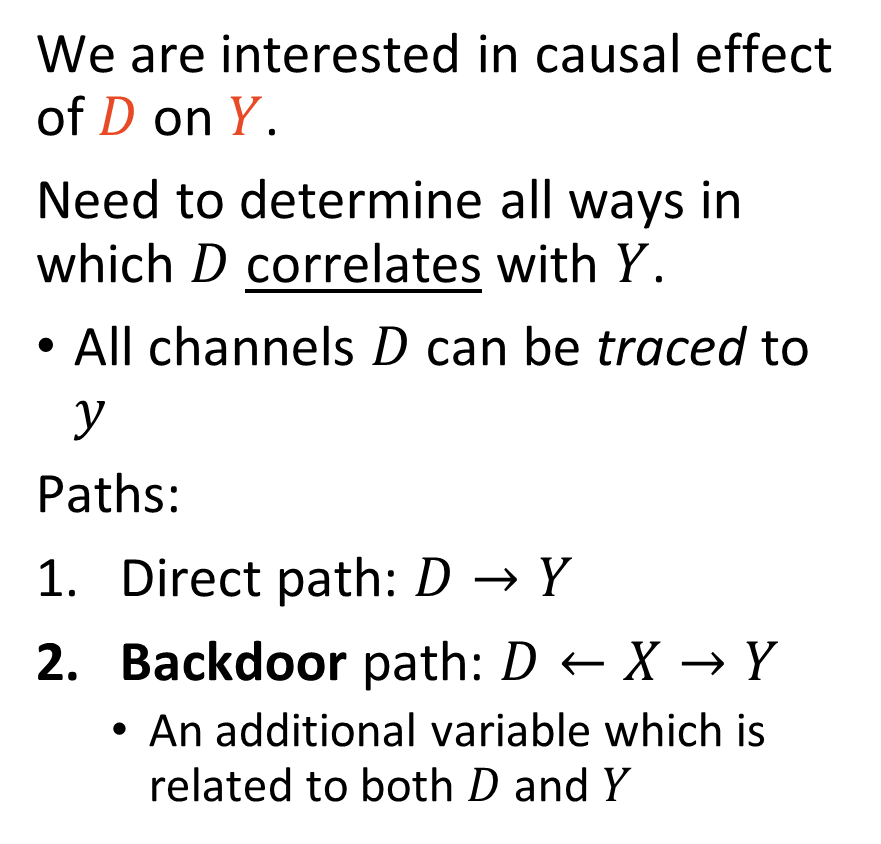 We are interested in causal effect
of D on Y.
Need to determine all ways in
which D correlates with Y.
• All channels D can be traced to
y
Paths:
1. Direct path: D → Y
2. Backdoor path: D ← X → Y
• An additional variable which is
related to both D and Y